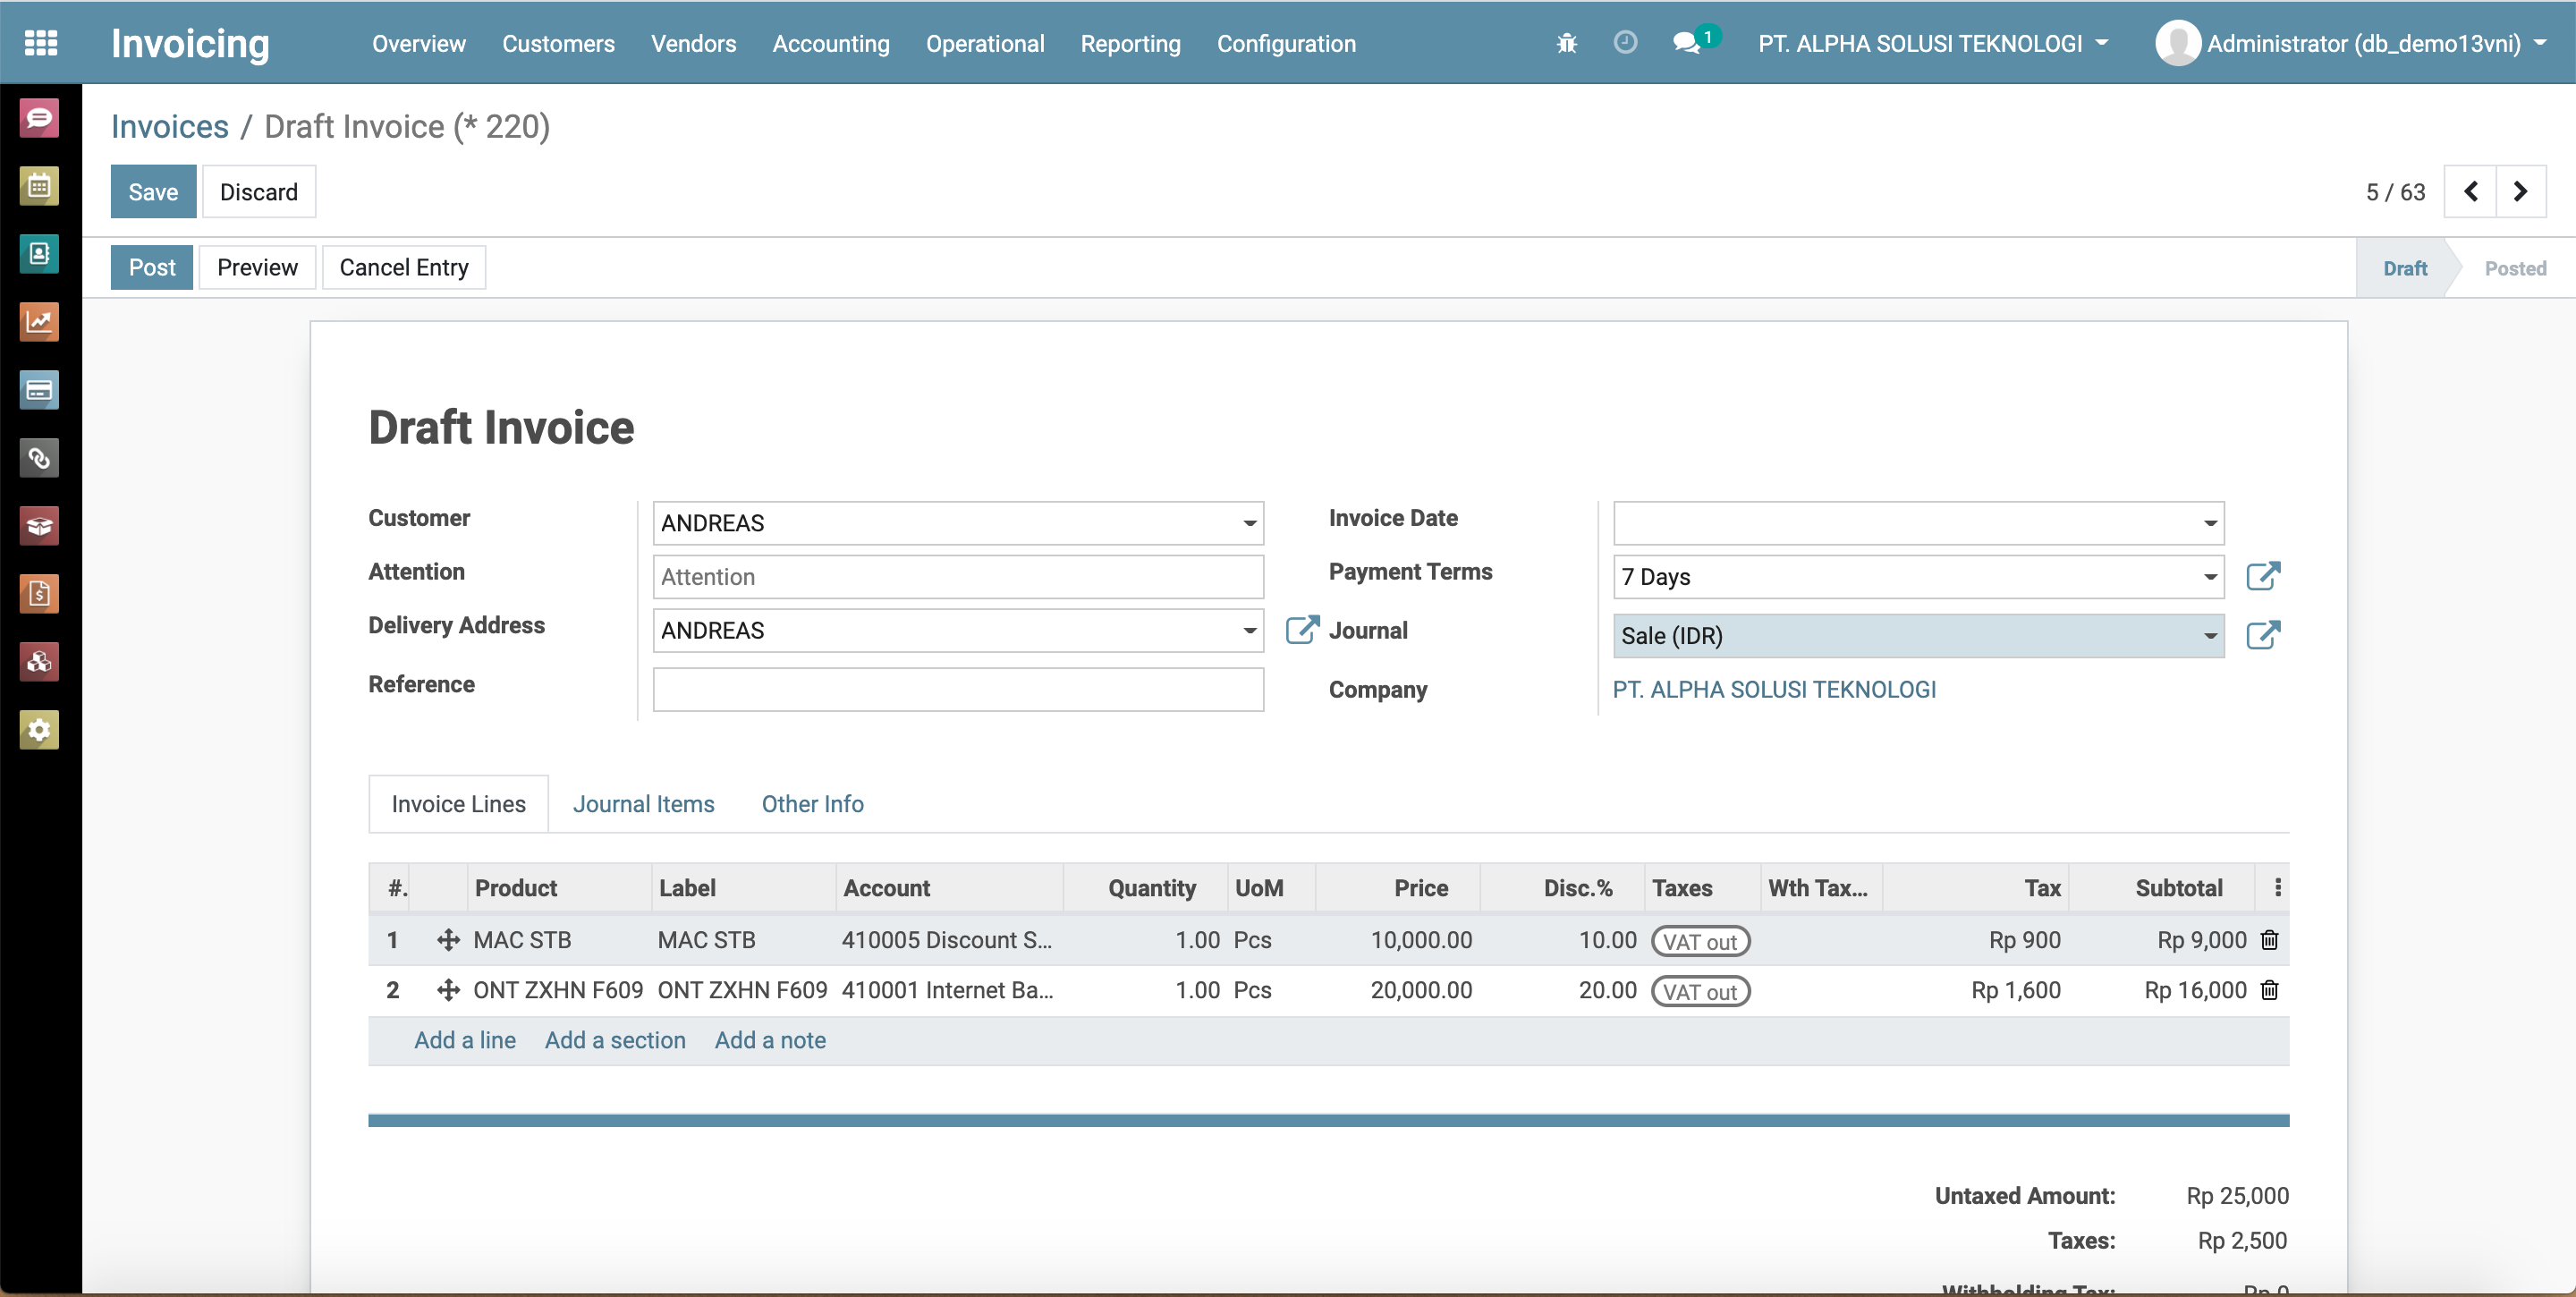 Invoicing Overview Customers Vendors Accounting Operational Reporting Configuration 1 PT. ALPHA SOLUSI TEKNOLOGI Administrator (db_demo13vni)
Invoices / Draft Invoice (* 220)
Save Discard 5 / 63
Post Preview Cancel Entry Draft Posted
Draft Invoice
Customer ANDREAS Invoice Date
Attention Attention Payment Terms 7 Days
Delivery Address ANDREAS Journal Sale (IDR)
Reference Company PT. ALPHA SOLUSI TEKNOLOGI
Invoice Lines Journal Items Other Info
#. Product Label Account Quantity UoM Price Disc.% Taxes Wth Tax... Tax Subtotal
1 MAC STB MAC STB 410005 Discount S... 1.00 Pcs 10,000.00 10.00 VAT out Rp 900 Rp 9,000
2 ONT ZXHN F609 ONT ZXHN F609 410001 Internet Ba... 1.00 Pcs 20,000.00 20.00 VAT out Rp 1,600 Rp 16,000
Add a line Add a section Add a note
Untaxed Amount: Rp 25,000
Taxes: Rp 2,500
Withholding Tax: Rp 0